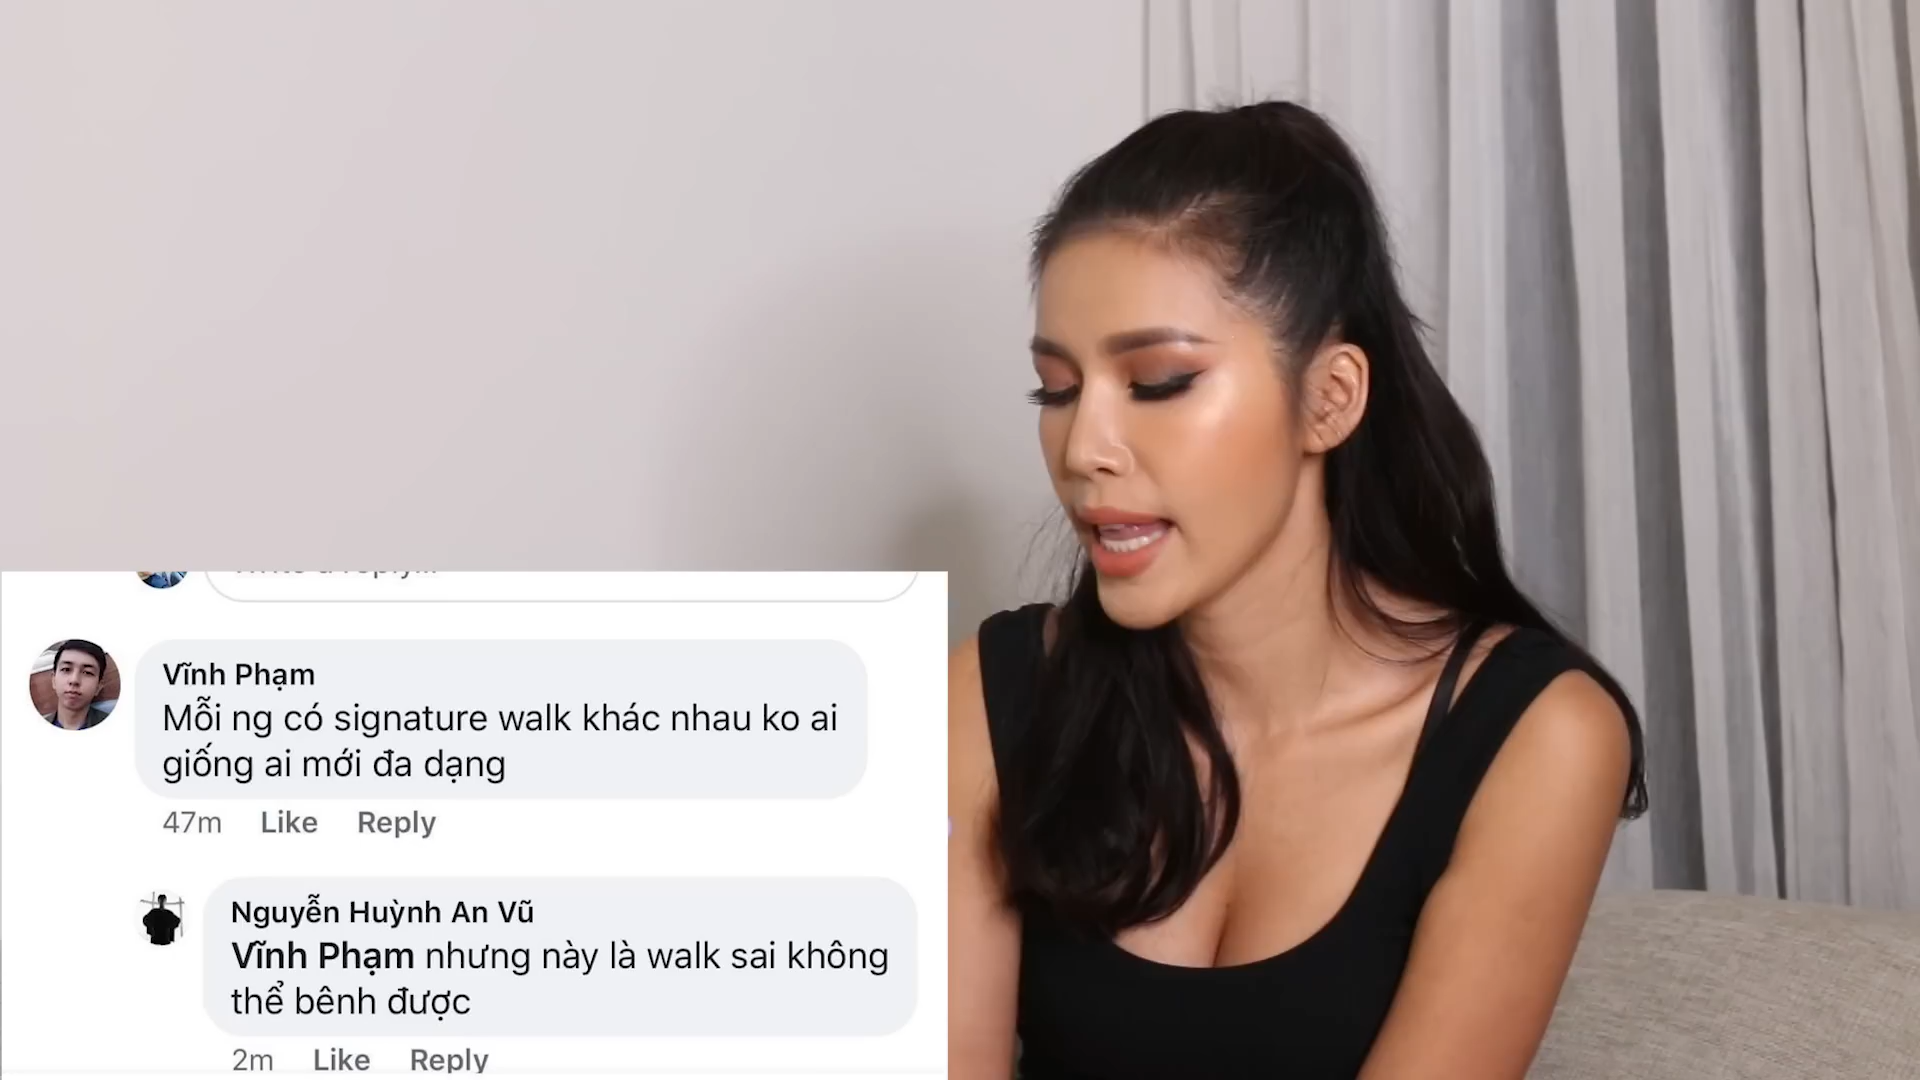 Vĩnh Phạm
Mỗi ng có signature walk khác nhau ko ai
giống ai mới đa dạng
47m Like Reply
Nguyễn Huỳnh An Vũ
Vĩnh Phạm nhưng này là walk sai không
thể bênh được
2m Like Reply